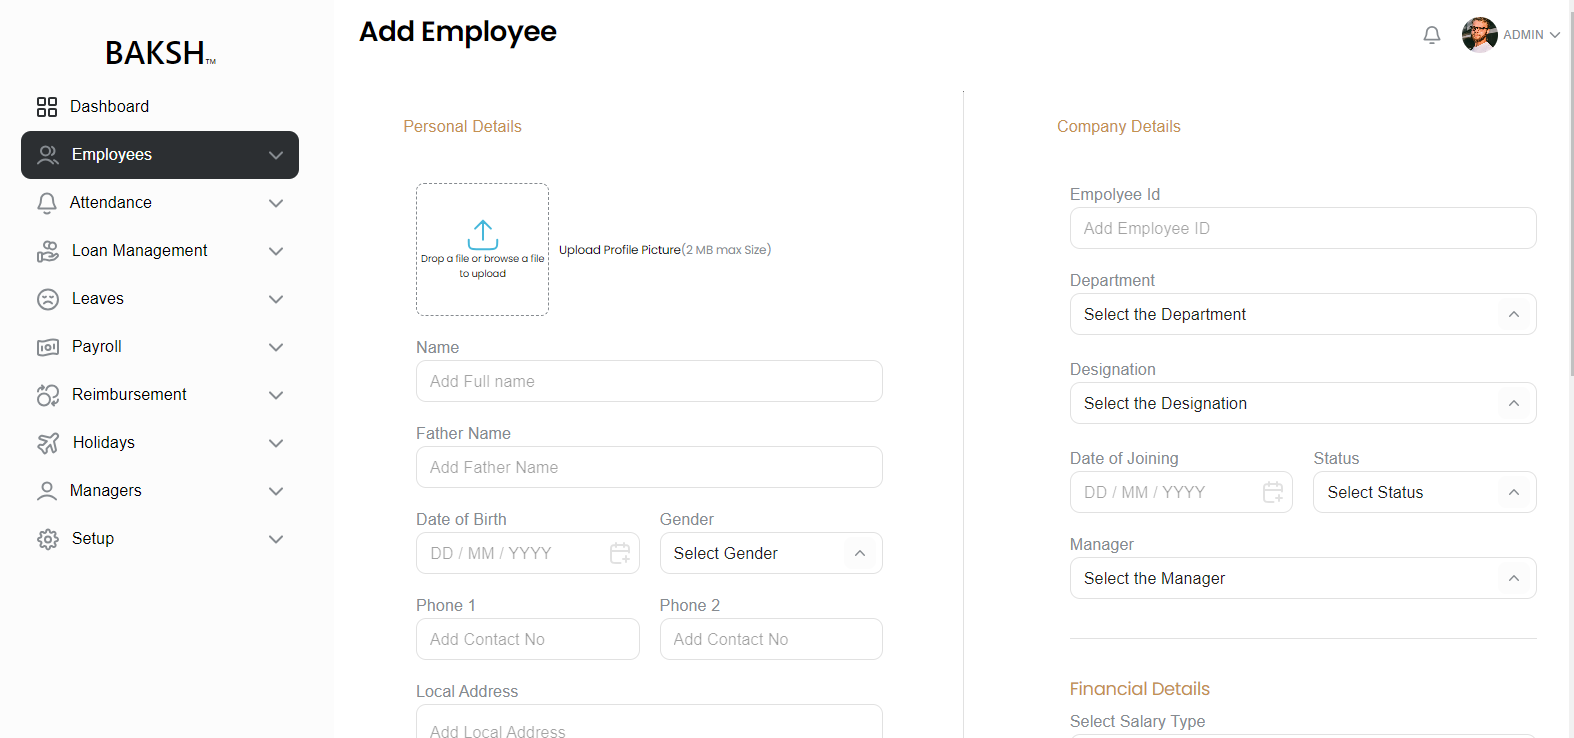 BAKSH™
Dashboard
Employees
Attendance
Loan Management
Leaves
Payroll
Reimbursement
Holidays
Managers
Setup
Add Employee
ADMIN
Personal Details
Drop a file or browse a file
to upload
Upload Profile Picture(2 MB max Size)
Name
Add Full name
Father Name
Add Father Name
Date of Birth
DD / MM / YYYY
Gender
Select Gender
Phone 1
Add Contact No
Phone 2
Add Contact No
Local Address
Add Local Address
Company Details
Empolyee Id
Add Employee ID
Department
Select the Department
Designation
Select the Designation
Date of Joining
DD / MM / YYYY
Status
Select Status
Manager
Select the Manager
Financial Details
Select Salary Type